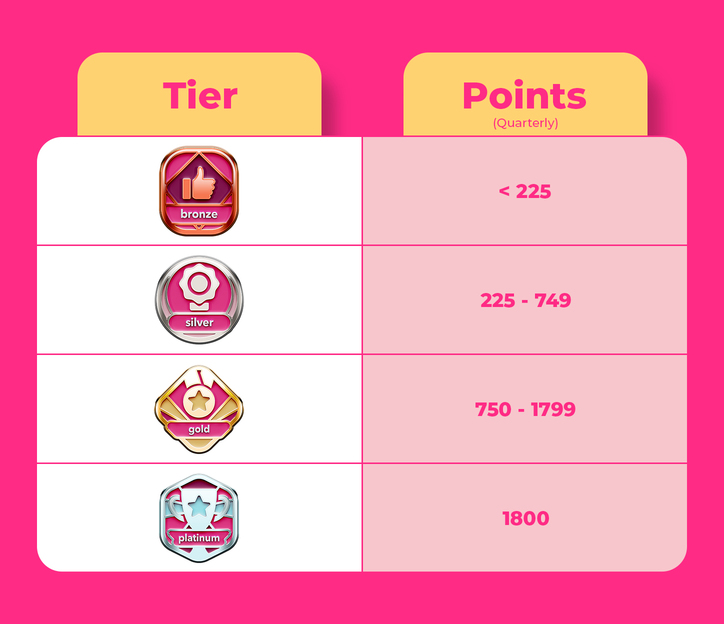 Tier
Points
(Quarterly)
bronze
< 225
silver
225 - 749
gold
750 - 1799
platinum
1800